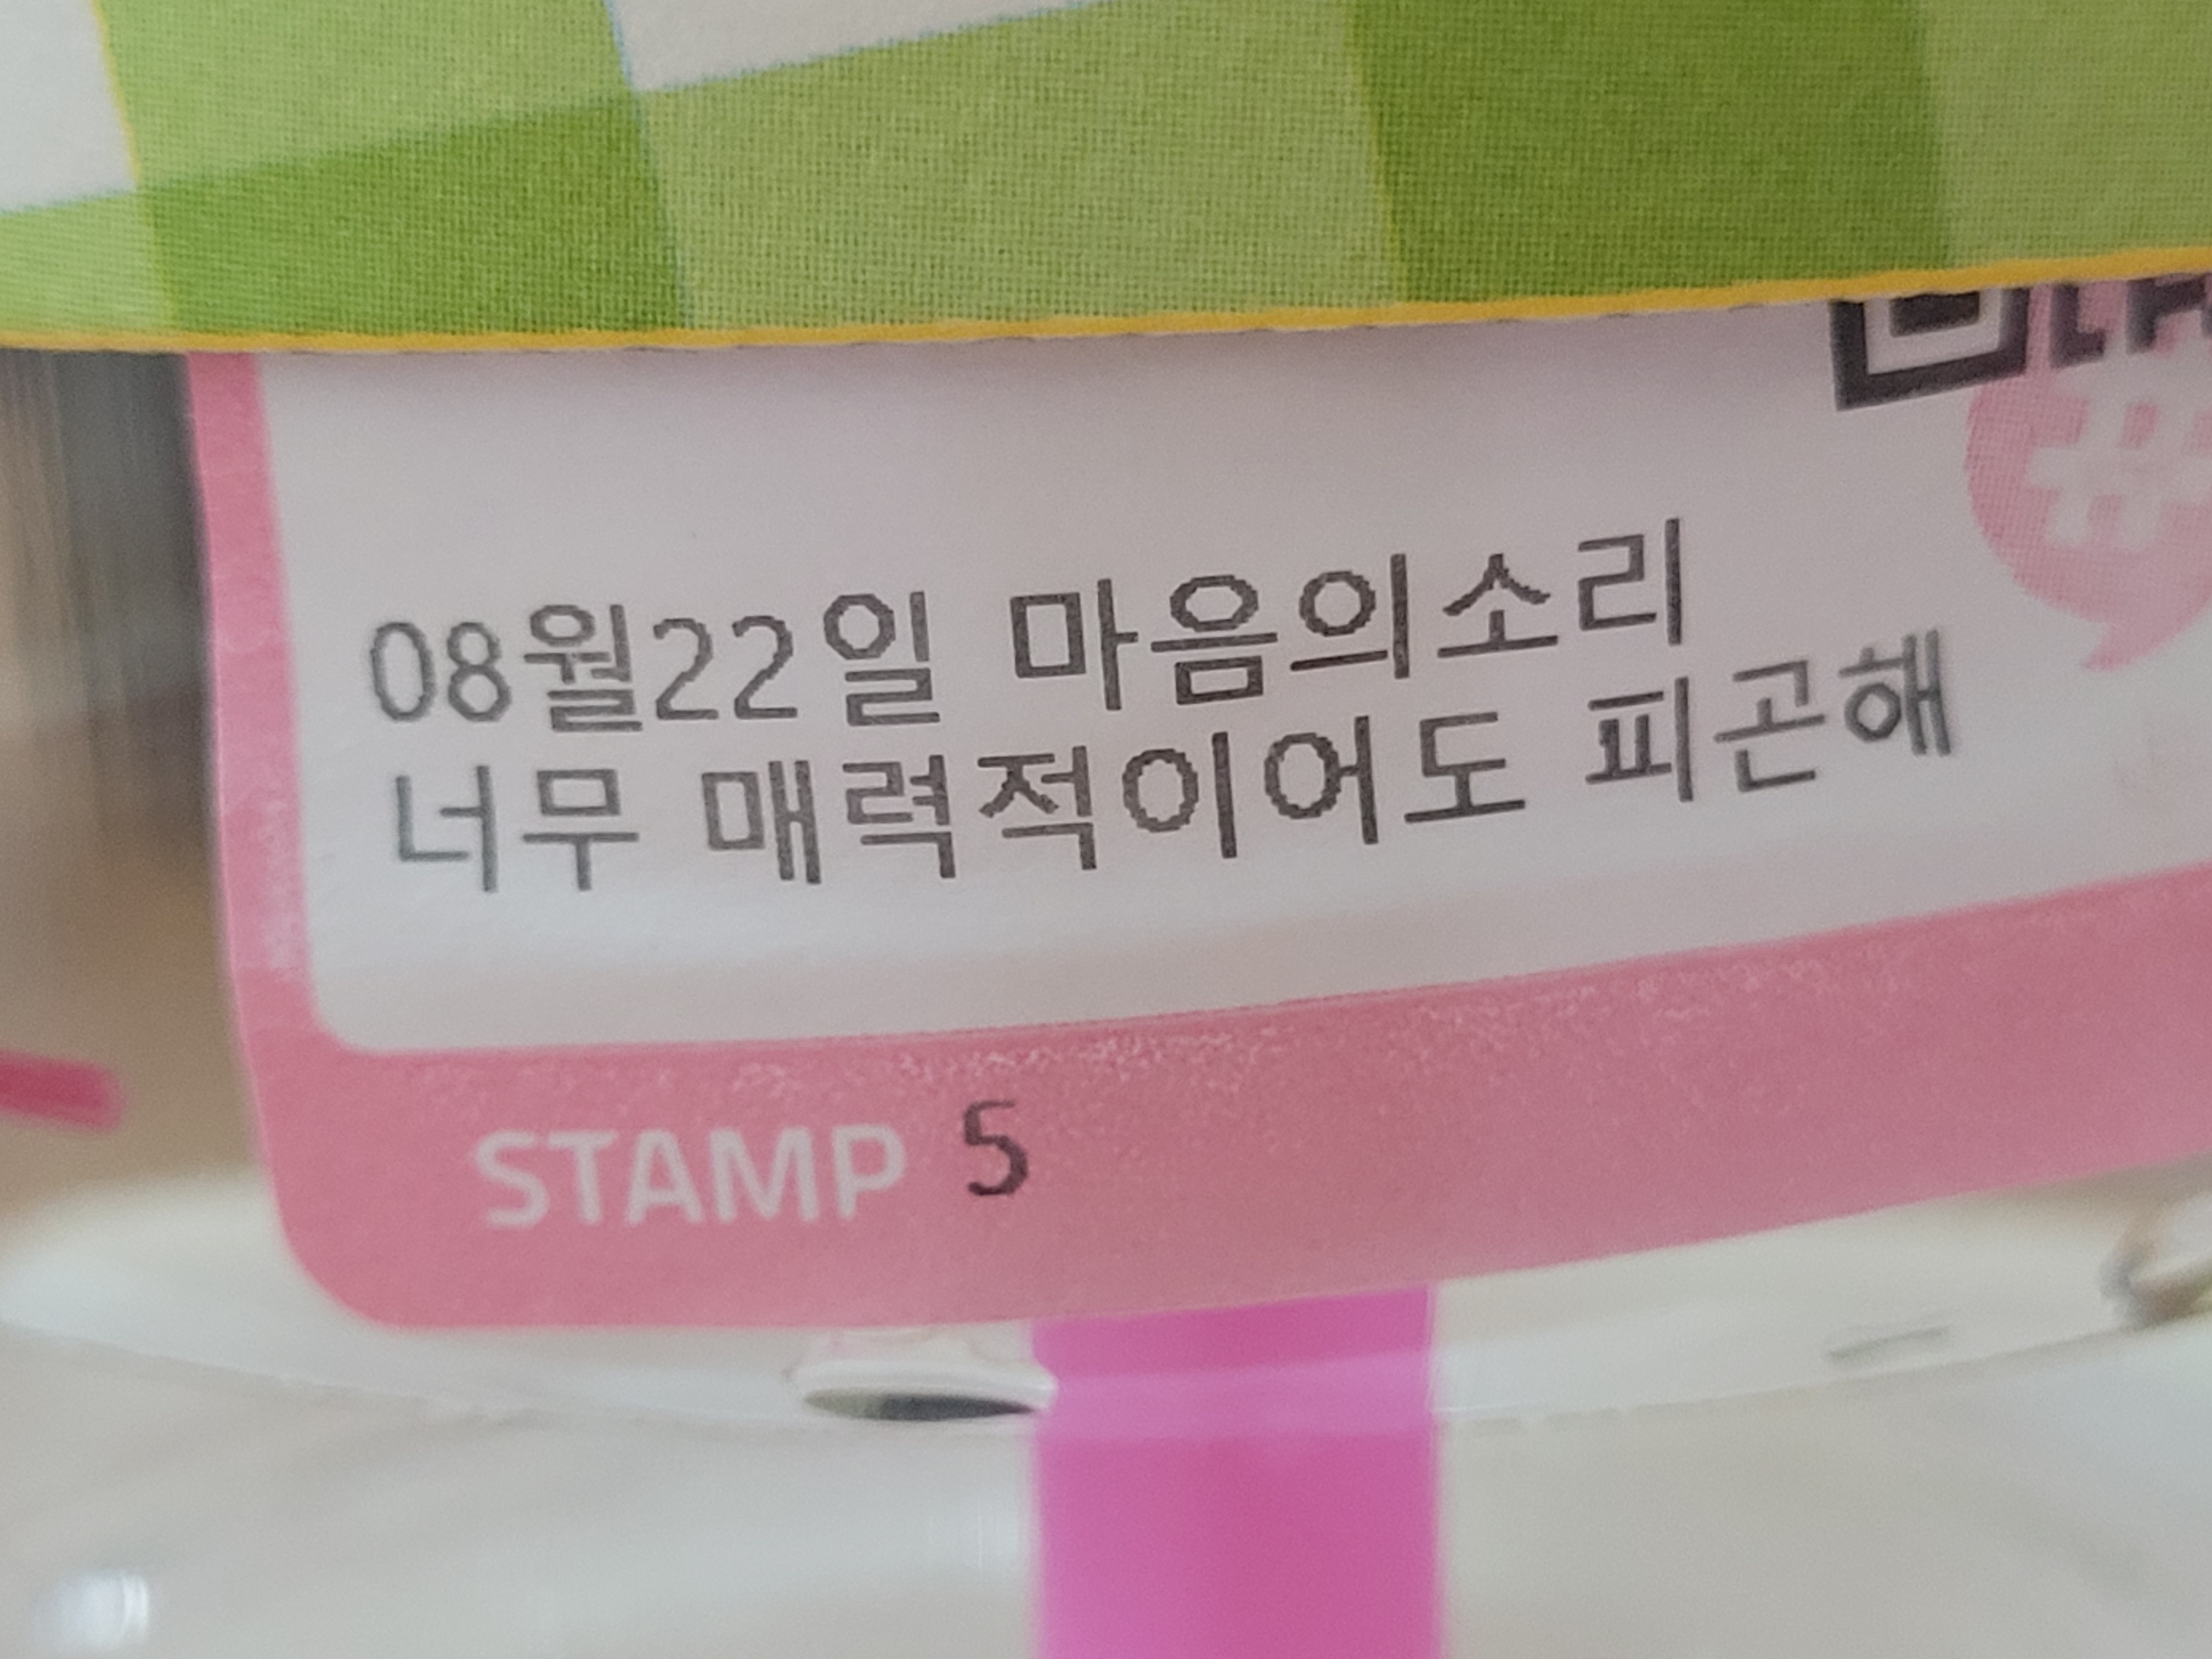 08월22일 마음의소리
너무 매력적이어도 피곤해
STAMP 5